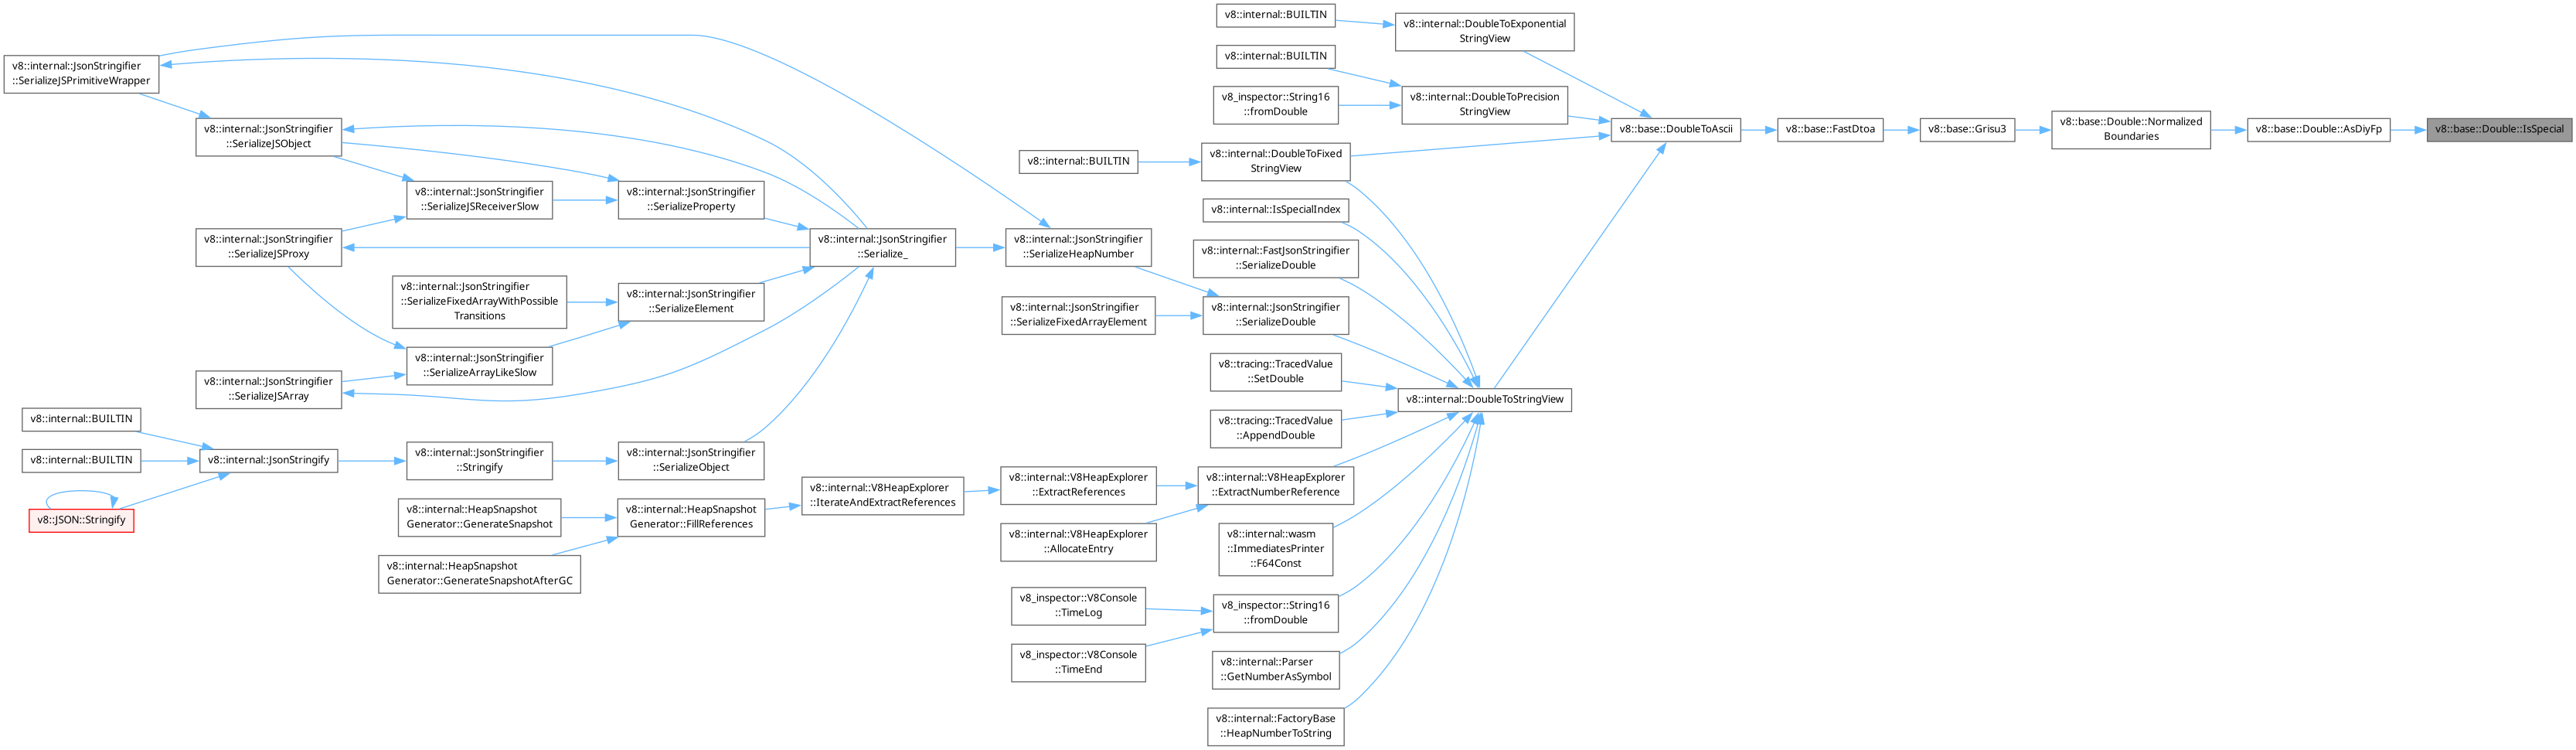 v8::internal::JsonStringifier
::SerializeJSPrimitiveWrapper
v8::internal::JsonStringifier
::SerializeJSObject
v8::internal::JsonStringifier
::SerializeJSReceiverSlow
v8::internal::JsonStringifier
::SerializeProperty
v8::internal::JsonStringifier
::SerializeJSProxy
v8::internal::JsonStringifier
::Serialize_
v8::internal::JsonStringifier
::SerializeFixedArrayWithPossible
Transitions
v8::internal::JsonStringifier
::SerializeElement
v8::internal::JsonStringifier
::SerializeArrayLikeSlow
v8::internal::JsonStringifier
::SerializeJSArray
v8::internal::BUILTIN
v8::internal::BUILTIN
v8::JSON::Stringify
v8::internal::JsonStringify
v8::internal::JsonStringifier
::Stringify
v8::internal::JsonStringifier
::SerializeObject
v8::internal::HeapSnapshot
Generator::GenerateSnapshot
v8::internal::HeapSnapshot
Generator::GenerateSnapshotAfterGC
v8::internal::HeapSnapshot
Generator::FillReferences
v8::internal::V8HeapExplorer
::IterateAndExtractReferences
v8::internal::BUILTIN
v8::internal::DoubleToExponential
StringView
v8::internal::BUILTIN
v8_inspector::String16
::fromDouble
v8::internal::DoubleToPrecision
StringView
v8::internal::BUILTIN
v8::internal::DoubleToFixed
StringView
v8::internal::IsSpecialIndex
v8::internal::JsonStringifier
::SerializeHeapNumber
v8::internal::FastJsonStringifier
::SerializeDouble
v8::internal::JsonStringifier
::SerializeFixedArrayElement
v8::internal::JsonStringifier
::SerializeDouble
v8::tracing::TracedValue
::SetDouble
v8::tracing::TracedValue
::AppendDouble
v8::internal::V8HeapExplorer
::ExtractReferences
v8::internal::V8HeapExplorer
::ExtractNumberReference
v8::internal::V8HeapExplorer
::AllocateEntry
v8::internal::wasm
::ImmediatesPrinter
::F64Const
v8_inspector::V8Console
::TimeLog
v8_inspector::String16
::fromDouble
v8_inspector::V8Console
::TimeEnd
v8::internal::Parser
::GetNumberAsSymbol
v8::internal::FactoryBase
::HeapNumberToString
v8::internal::DoubleToStringView
v8::base::DoubleToAscii
v8::base::FastDtoa
v8::base::Grisu3
v8::base::Double::Normalized
Boundaries
v8::base::Double::AsDiyFp
v8::base::Double::IsSpecial